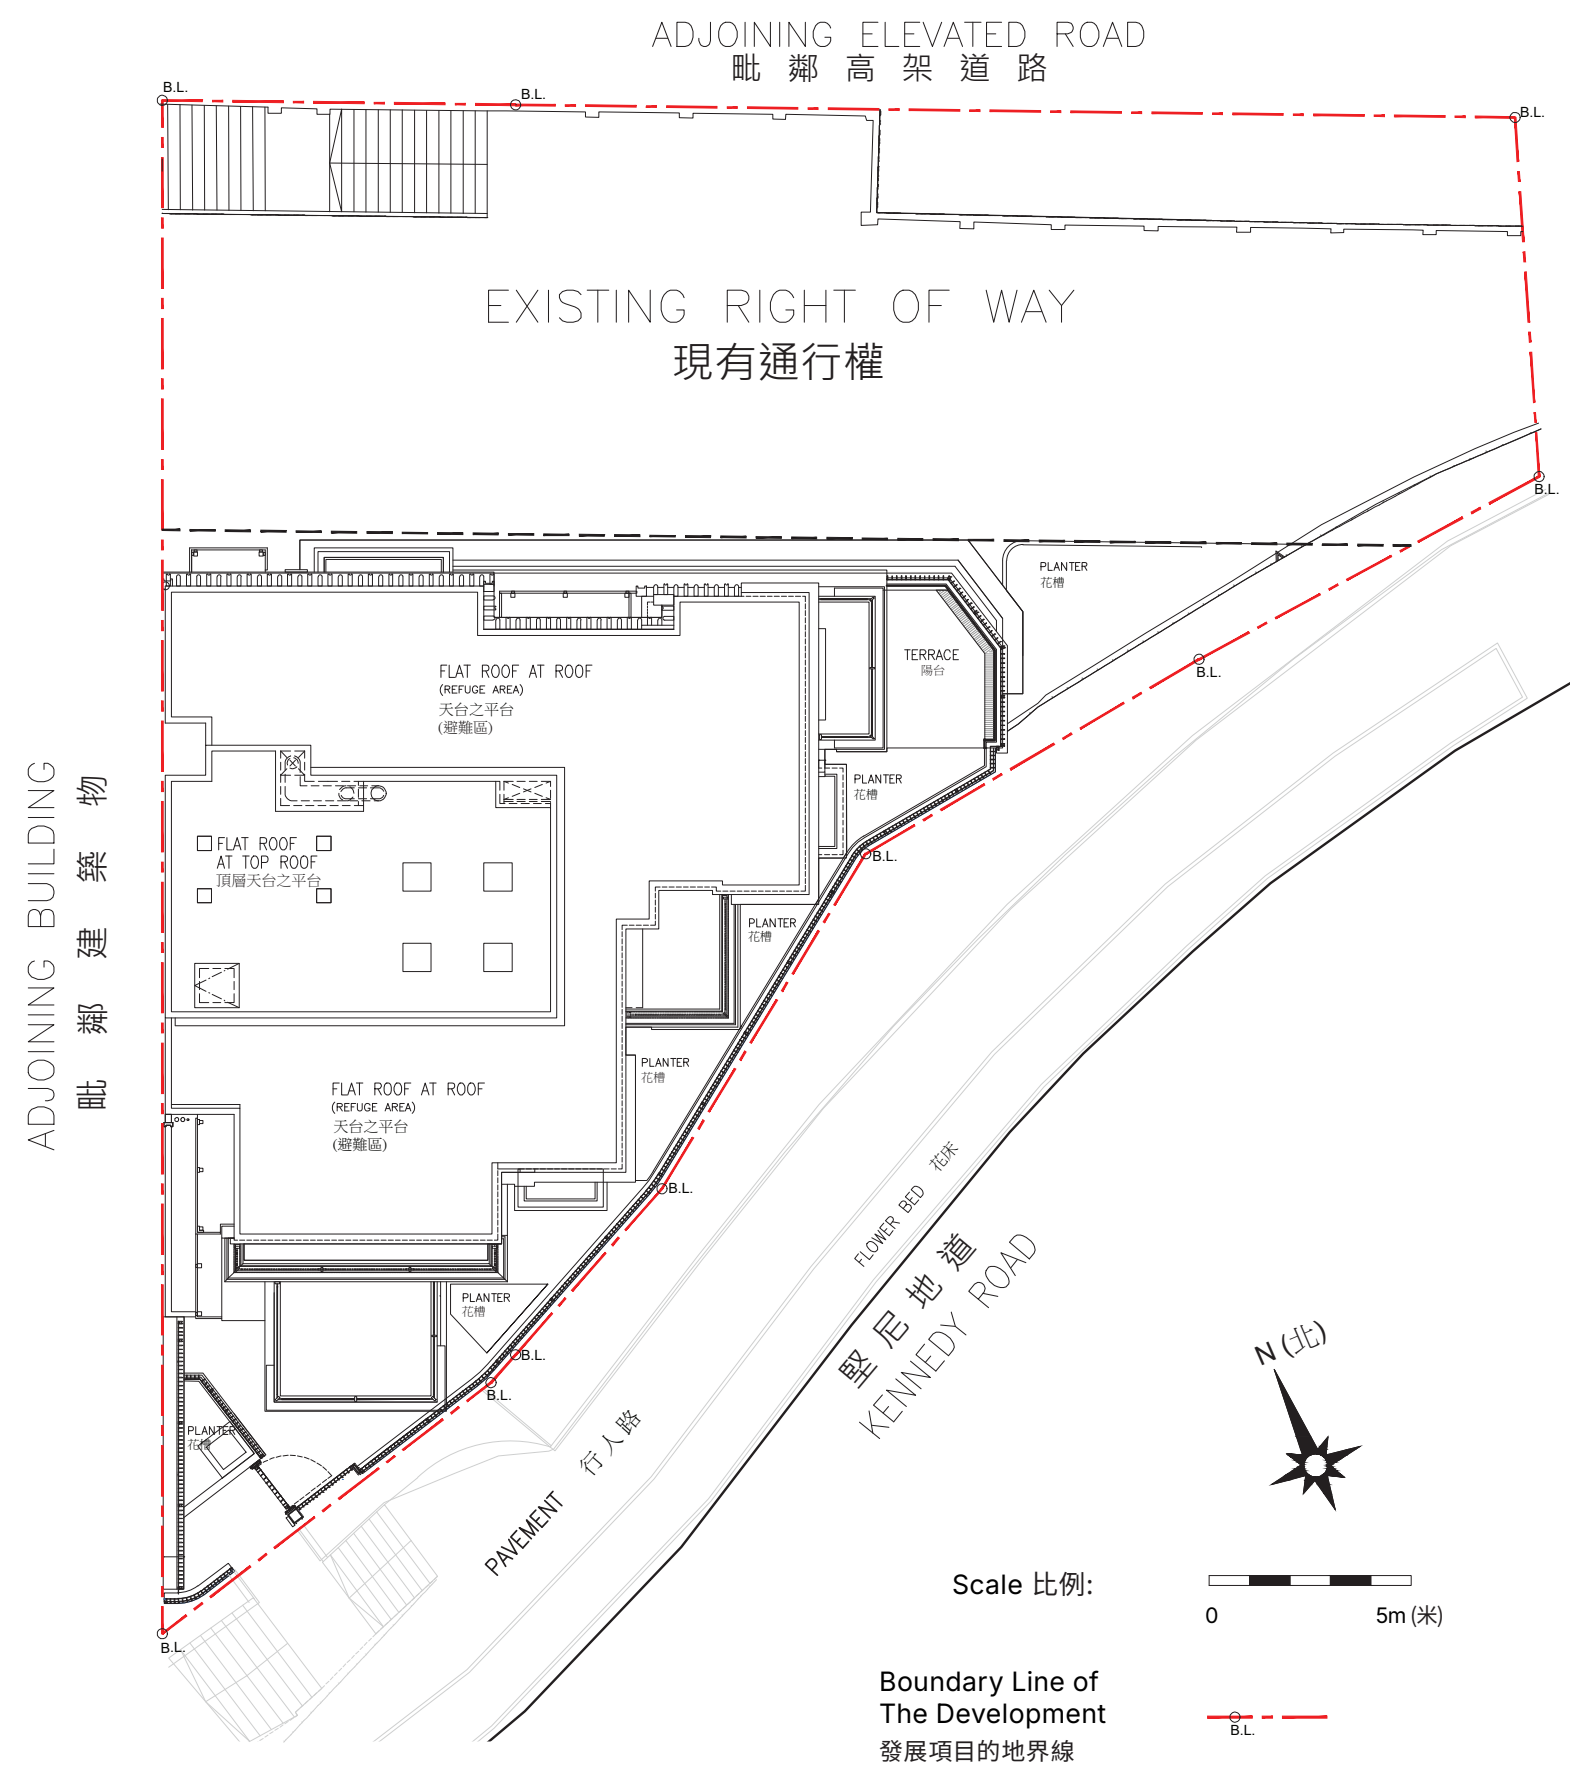 ADJOINING ELEVATED ROAD
毗鄰高架道路
B.L.
B.L.
B.L.
EXISTING RIGHT OF WAY
現有通行權
B.L.
PLANTER
花槽
TERRACE
陽台
B.L.
FLAT ROOF AT ROOF
(REFUGE AREA)
天台之平台
(避難區)
PLANTER
花槽
B.L.
ADJOINING BUILDING
毗鄰建築物
FLAT ROOF
AT TOP ROOF
頂層天台之平台
PLANTER
花槽
PLANTER
花槽
FLAT ROOF AT ROOF
(REFUGE AREA)
天台之平台
(避難區)
B.L.
FLOWER BED 花床
堅尼地道
KENNEDY ROAD
PLANTER
花槽
B.L.
B.L.
PLANTER
花槽
PAVEMENT 行人路
B.L.
N (北)
Scale 比例:
0 5m (米)
Boundary Line of
The Development
發展項目的地界線
B.L.